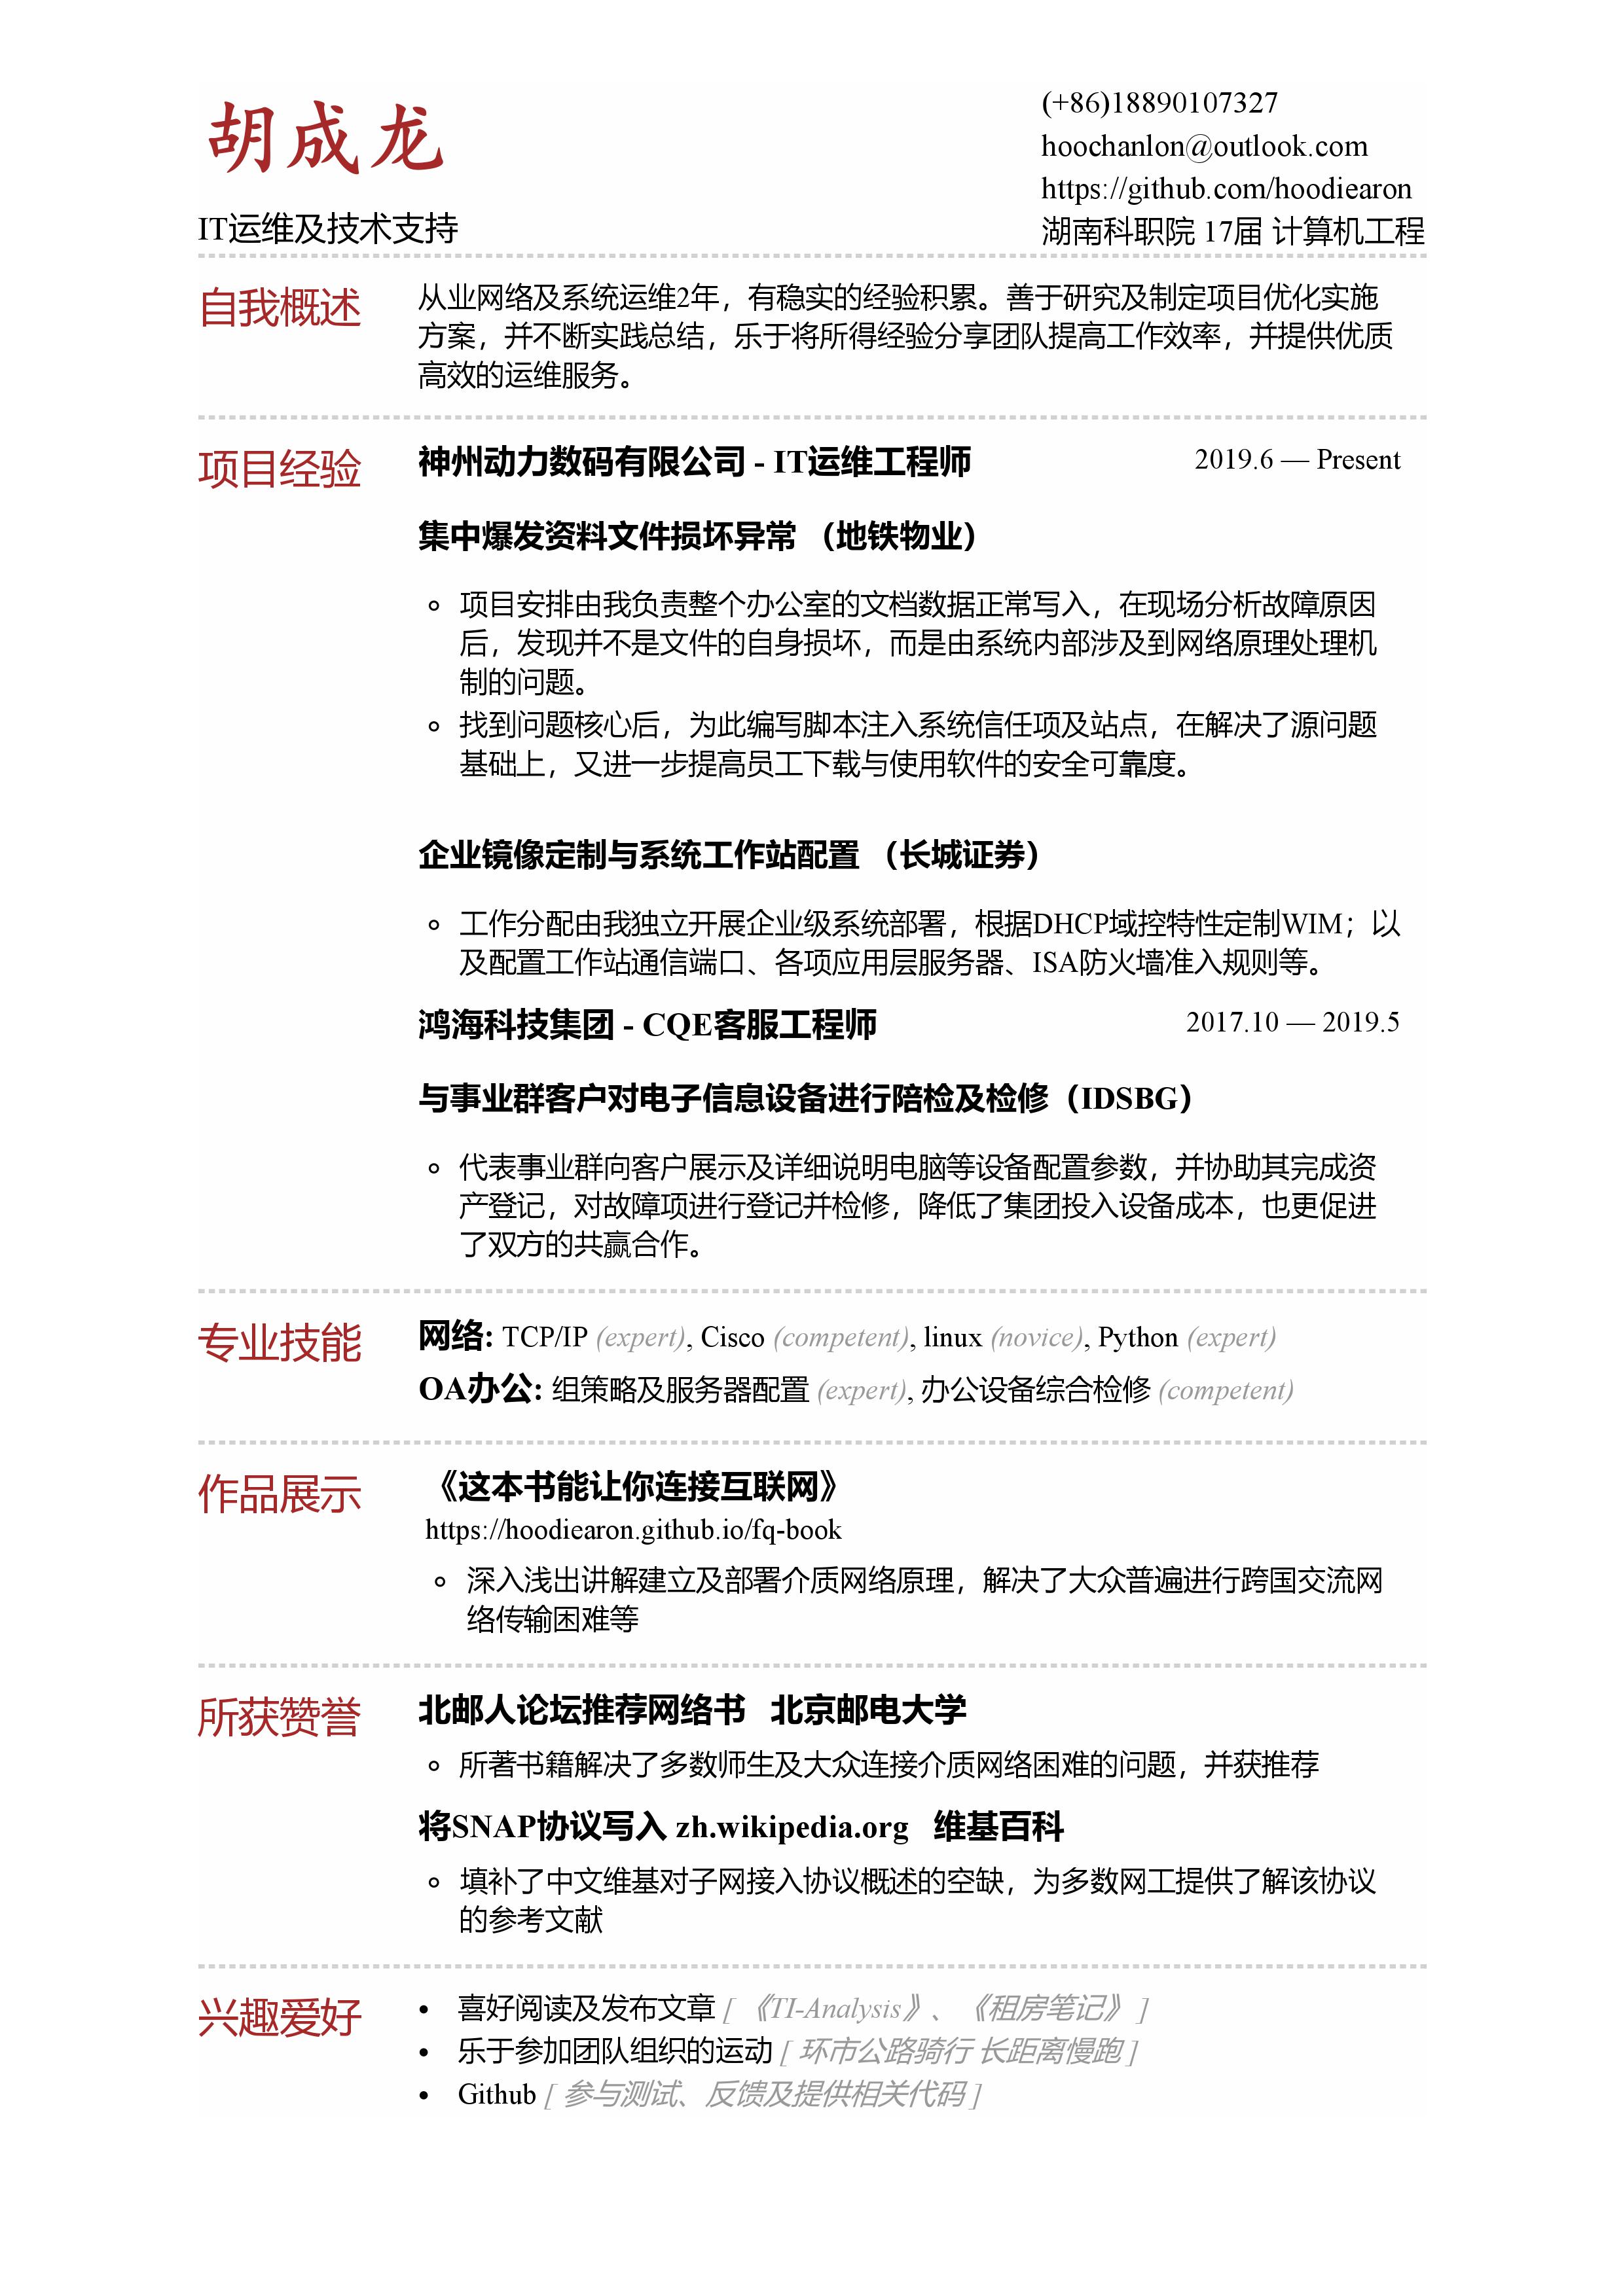 胡成龙
IT运维及技术支持
(+86)18890107327
hoochanlon@outlook.com
https://github.com/hoodiearon
湖南科职院 17届 计算机工程
自我概述
从业网络及系统运维2年，有稳实的经验积累。善于研究及制定项目优化实施
方案，并不断实践总结，乐于将所得经验分享团队提高工作效率，并提供优质
高效的运维服务。
项目经验
神州动力数码有限公司 - IT运维工程师 2019.6 — Present
集中爆发资料文件损坏异常 （地铁物业）
项目安排由我负责整个办公室的文档数据正常写入，在现场分析故障原因
后，发现并不是文件的自身损坏，而是由系统内部涉及到网络原理处理机
制的问题。
找到问题核心后，为此编写脚本注入系统信任项及站点，在解决了源问题
基础上，又进一步提高员工下载与使用软件的安全可靠度。
企业镜像定制与系统工作站配置 （长城证券）
工作分配由我独立开展企业级系统部署，根据DHCP域控特性定制WIM；以
及配置工作站通信端口、各项应用层服务器、ISA防火墙准入规则等。
鸿海科技集团 - CQE客服工程师 2017.10 — 2019.5
与事业群客户对电子信息设备进行陪检及检修（IDSBG）
代表事业群向客户展示及详细说明电脑等设备配置参数，并协助其完成资
产登记，对故障项进行登记并检修，降低了集团投入设备成本，也更促进
了双方的共赢合作。
专业技能
网络: TCP/IP (expert), Cisco (competent), linux (novice), Python (expert)
OA办公: 组策略及服务器配置 (expert), 办公设备综合检修 (competent)
作品展示
《这本书能让你连接互联网》
https://hoodiearon.github.io/fq-book
深入浅出讲解建立及部署介质网络原理，解决了大众普遍进行跨国交流网
络传输困难等
所获赞誉
北邮人论坛推荐网络书 北京邮电大学
所著书籍解决了多数师生及大众连接介质网络困难的问题，并获推荐
将SNAP协议写入 zh.wikipedia.org 维基百科
填补了中文维基对子网接入协议概述的空缺，为多数网工提供了解该协议
的参考文献
兴趣爱好
• 喜好阅读及发布文章 [ 《TI-Analysis》、《租房笔记》 ]
• 乐于参加团队组织的运动 [ 环市公路骑行 长距离慢跑 ]
• Github [ 参与测试、反馈及提供相关代码 ]